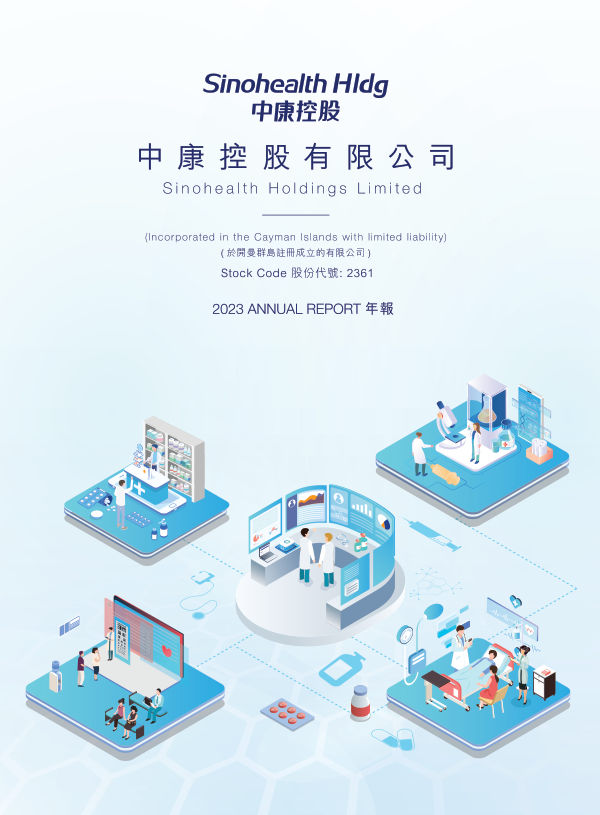 Sinohealth Hldg
中康控股
中康控股有限公司
Sinohealth Holdings Limited
(Incorporated in the Cayman Islands with limited liability)
(於開曼群島註冊成立的有限公司)
Stock Code 股份代號: 2361
2023 ANNUAL REPORT 年報